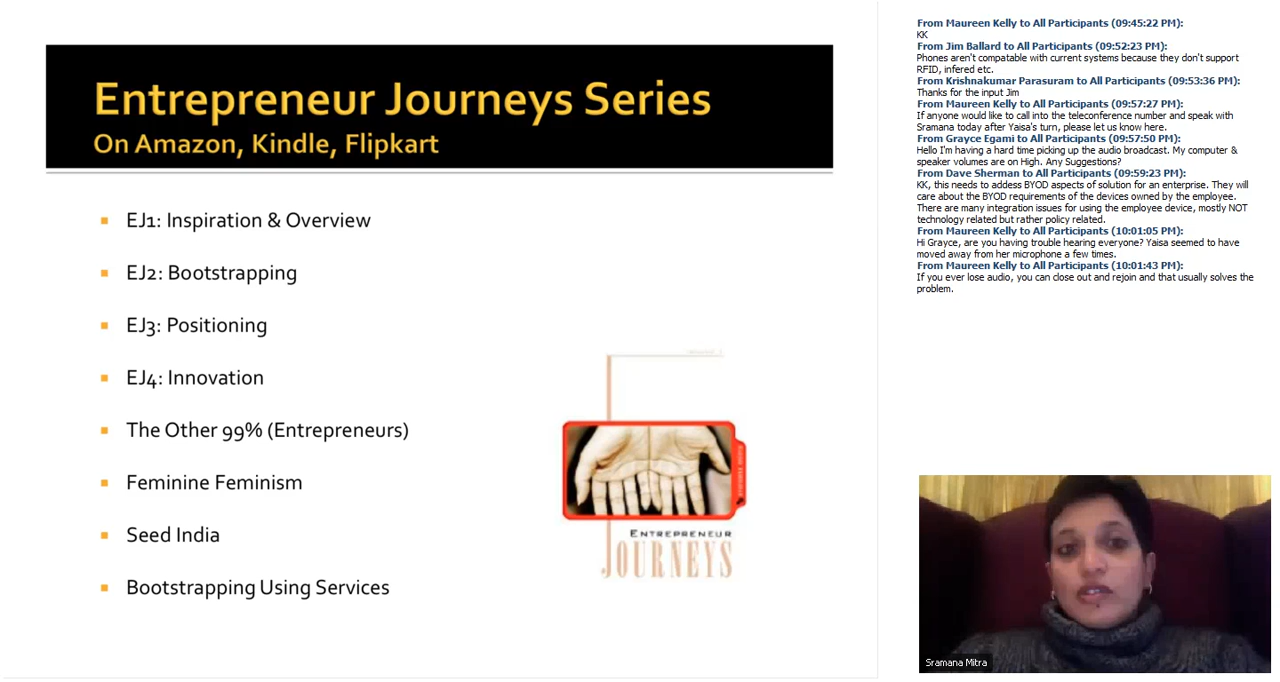 Entrepreneur Journeys Series
On Amazon, Kindle, Flipkart
EJ1: Inspiration & Overview
EJ2: Bootstrapping
EJ3: Positioning
EJ4: Innovation
The Other 99% (Entrepreneurs)
Feminine Feminism
Seed India
Bootstrapping Using Services
ENTREPRENEUR
JOURNEYS
From Maureen Kelly to All Participants (09:45:22 PM):
KK
From Jim Ballard to All Participants (09:52:23 PM):
Phones aren't compatable with current systems because they don't support
RFID, infered etc.
From Krishnakumar Parasuram to All Participants (09:53:36 PM):
Thanks for the input Jim
From Maureen Kelly to All Participants (09:57:27 PM):
If anyone would like to call into the teleconference number and speak with
Sramana today after Yaisa's turn, please let us know here.
From Grayce Egami to All Participants (09:57:50 PM):
Hello I'm having a hard time picking up the audio broadcast. My computer &
speaker volumes are on High. Any Suggestions?
From Dave Sherman to All Participants (09:59:23 PM):
KK, this needs to addess BYOD aspects of solution for an enterprise. They will
care about the BYOD requirements of the devices owned by the employee.
There are many integration issues for using the employee device, mostly NOT
technology related but rather policy related.
From Maureen Kelly to All Participants (10:01:05 PM):
Hi Grayce, are you having trouble hearing everyone? Yaisa seemed to have
moved away from her microphone a few times.
From Maureen Kelly to All Participants (10:01:43 PM):
If you ever lose audio, you can close out and rejoin and that usually solves the
problem.
Sramana Mitra